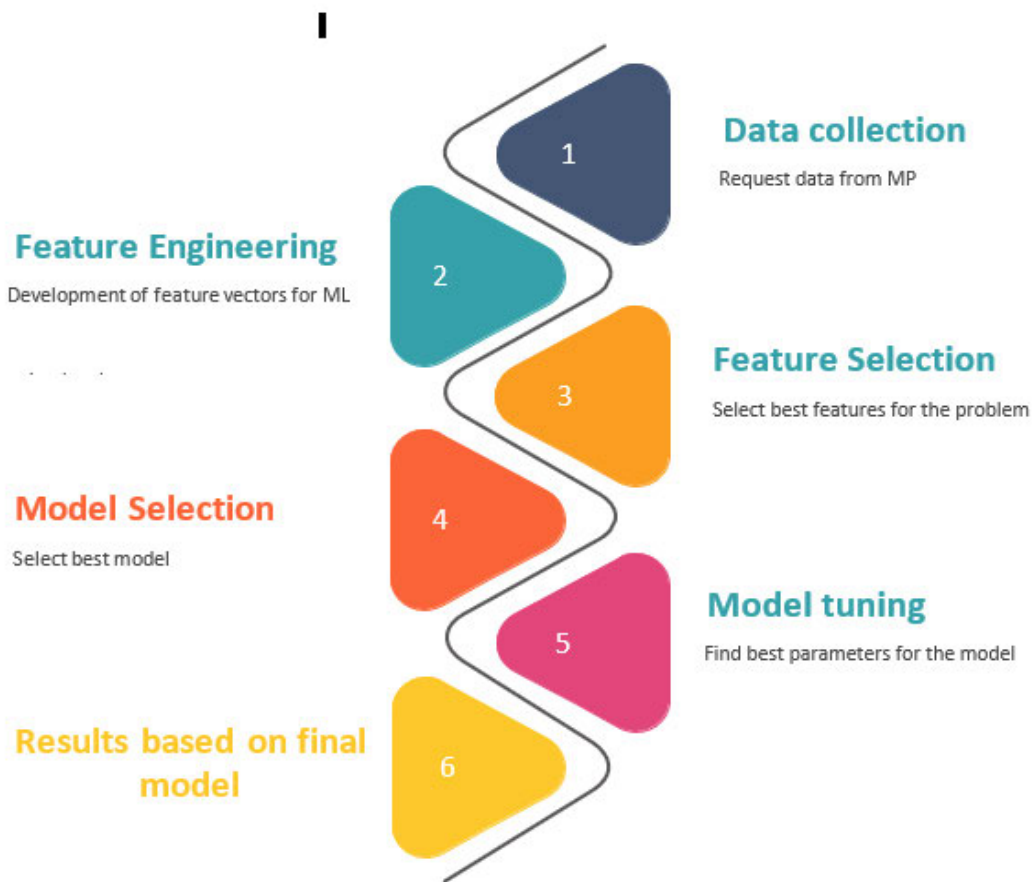 1
Data collection
Request data from MP
Feature Engineering
2
Development of feature vectors for ML
3
Feature Selection
Select best features for the problem
Model Selection
4
Select best model
Model tuning
5
Find best parameters for the model
Results based on final
model
6